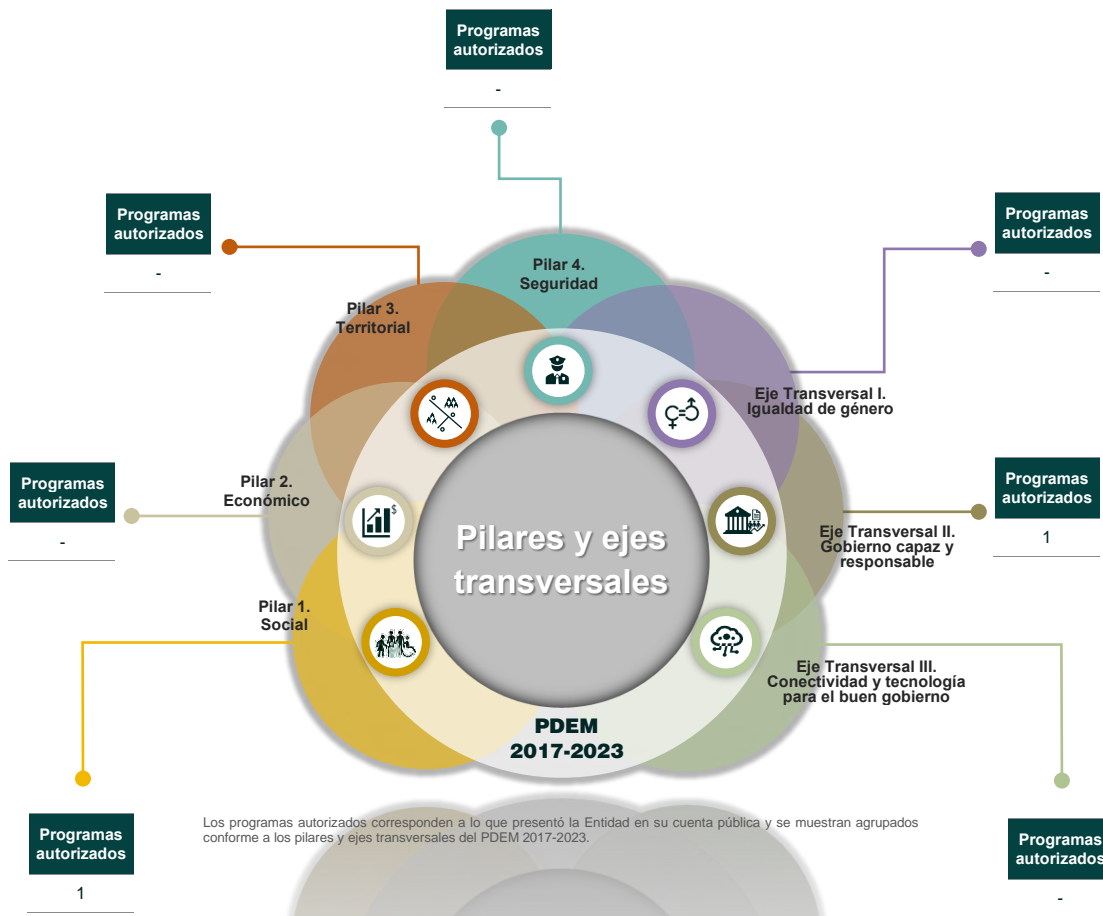 Programas
autorizados
-
Programas
autorizados
-
Programas
autorizados
-
Pilar 4.
Seguridad
Pilar 3.
Territorial
Eje Transversal I.
Igualdad de género
Programas
autorizados
-
Pilar 2.
Económico
$
Programas
autorizados
1
Eje Transversal II.
Gobierno capaz y
responsable
Pilares y ejes
transversales
Pilar 1.
Social
Eje Transversal III.
Conectividad y tecnología
para el buen gobierno
PDEM
2017-2023
Programas
autorizados
1
Los programas autorizados corresponden a lo que presentó la Entidad en su cuenta pública y se muestran agrupados
conforme a los pilares y ejes transversales del PDEM 2017-2023.
Programas
autorizados
-